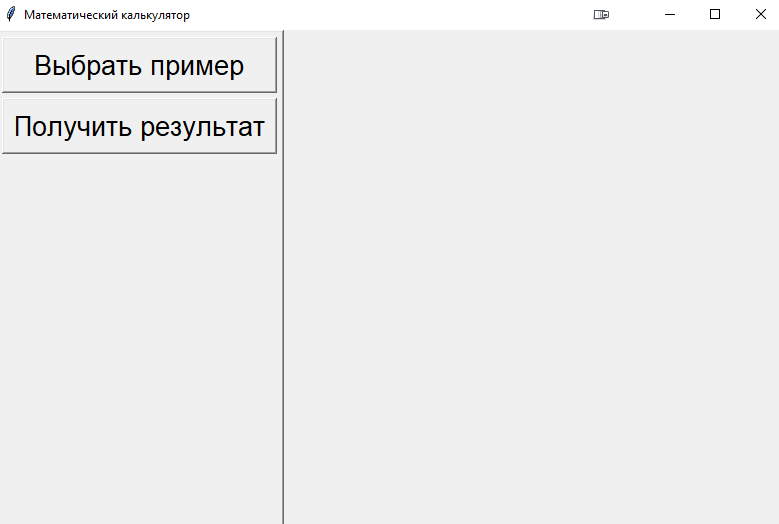 Математический калькулятор
Выбрать пример
Получить результат